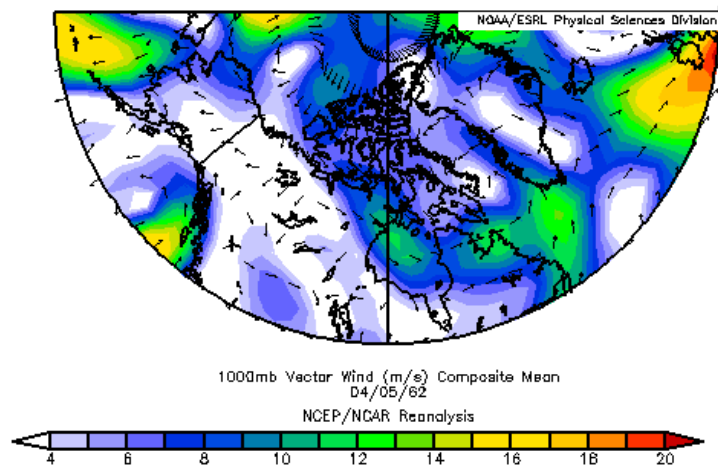 NOAA/ESRL Physical Sciences Division
1000mb Vector Wind (m/s) Composite Mean
04/05/62
NCEP/NCAR Reanalysis
4 6 8 10 12 14 16 18 20